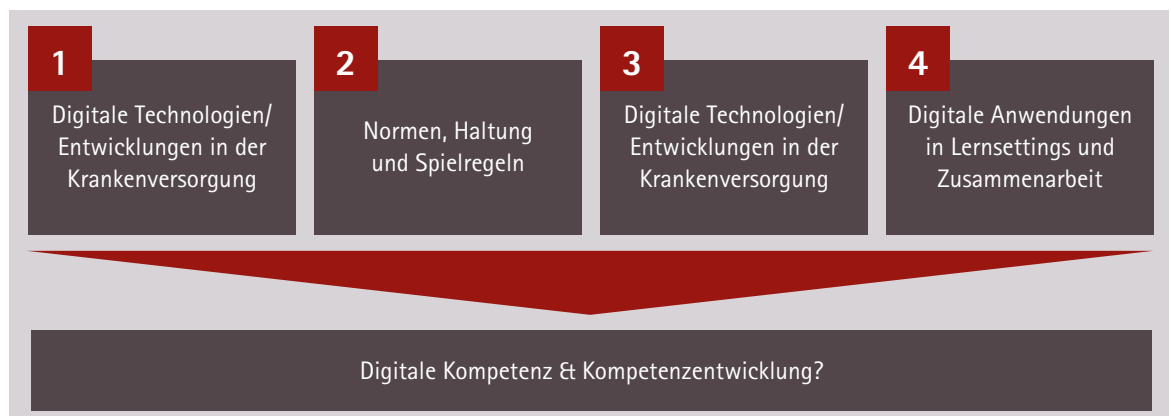 1
Digitale Technologien/
Entwicklungen in der
Krankenversorgung
2
Normen, Haltung
und Spielregeln
3
Digitale Technologien/
Entwicklungen in der
Krankenversorgung
4
Digitale Anwendungen
in Lernsettings und
Zusammenarbeit
Digitale Kompetenz & Kompetenzentwicklung?